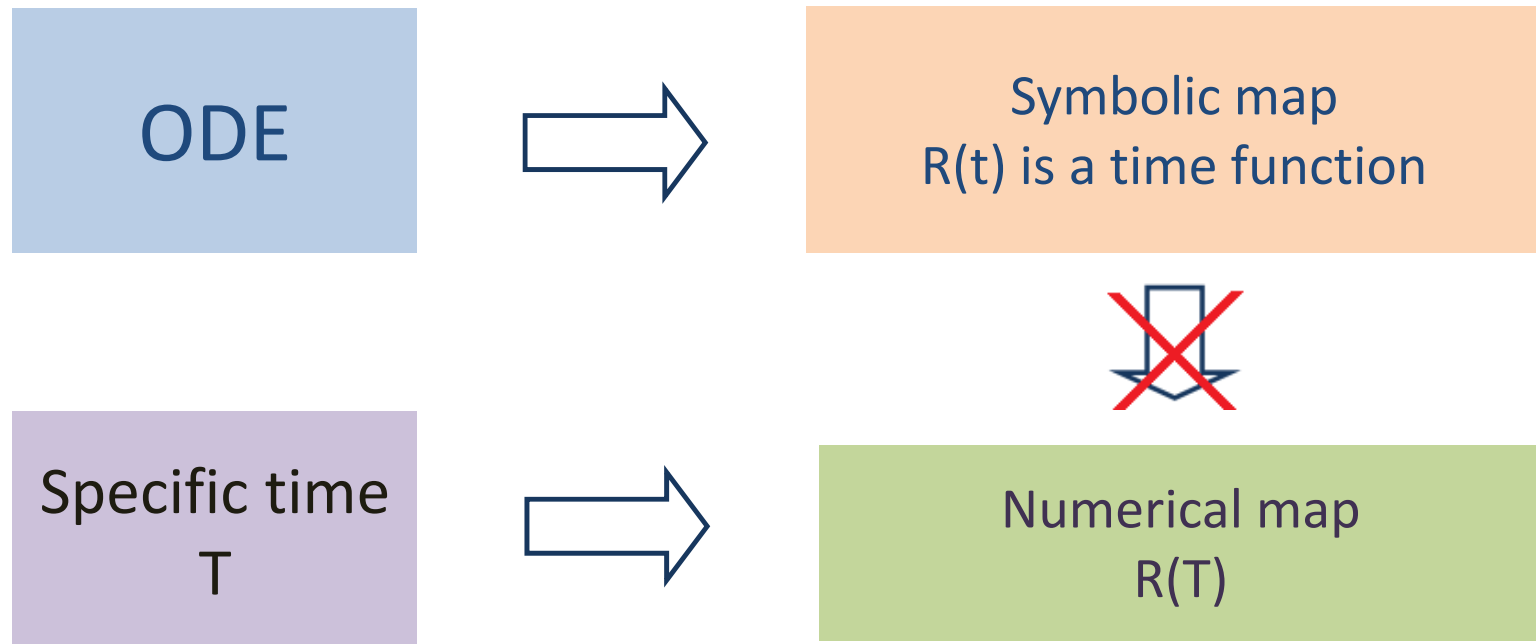 ODE
Symbolic map
R(t) is a time function
Specific time
T
Numerical map
R(T)